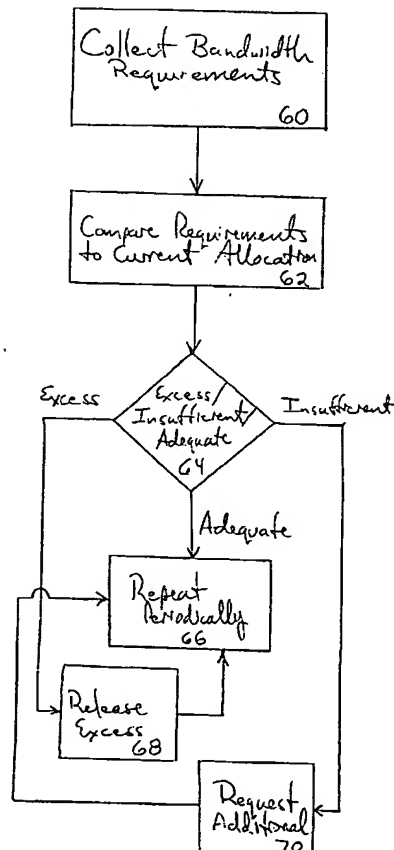 Collect Bandwidth
Requirements
60
Compare Requirements
to Current Allocation
62
Excess/
Insufficient/
Adequate
64
Excess
Insufficient
Adequate
Repeat
Periodically
66
Release
Excess
68
Request
Additional
70